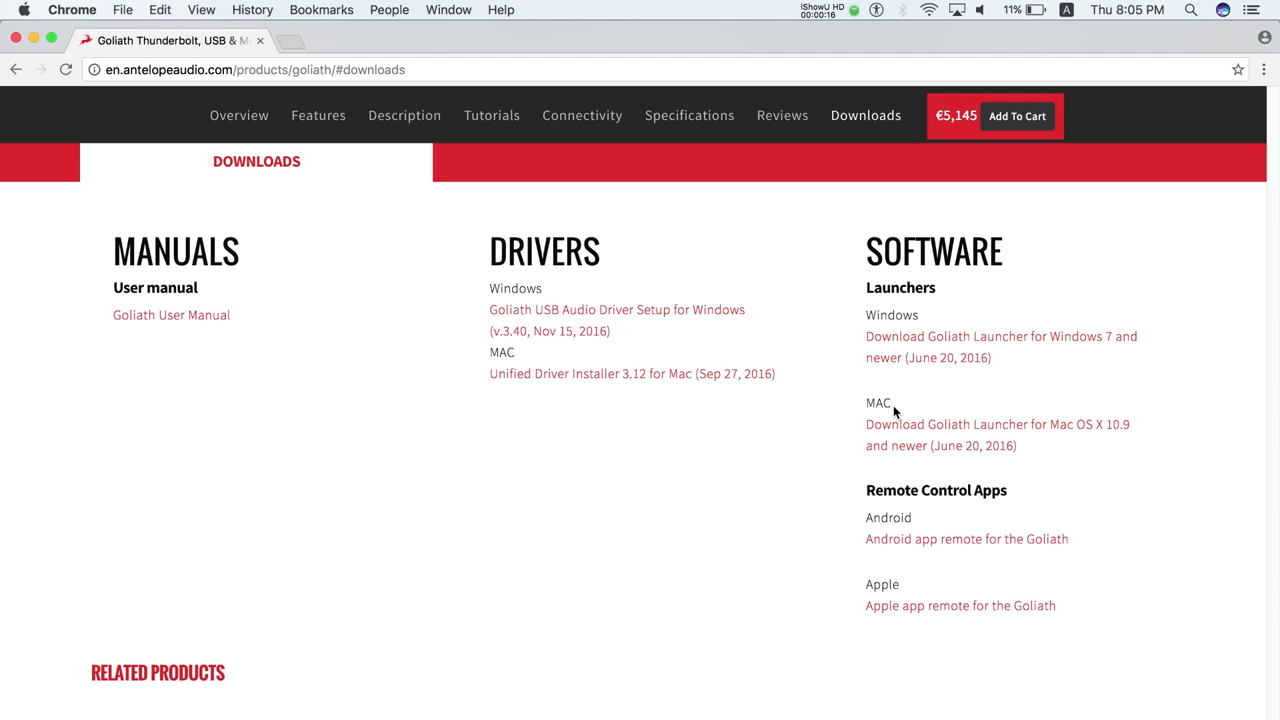 Chrome File Edit View History Bookmarks People Window Help
iShowU HD
00:00:16
11%
A
Thu 8:05 PM
Goliath Thunderbolt, USB & M
en.antelopeaudio.com/products/goliath/#downloads
Overview Features Description Tutorials Connectivity Specifications Reviews Downloads €5,145 Add To Cart
DOWNLOADS
MANUALS
User manual
Goliath User Manual
DRIVERS
Windows
Goliath USB Audio Driver Setup for Windows
(v.3.40, Nov 15, 2016)
MAC
Unified Driver Installer 3.12 for Mac (Sep 27, 2016)
SOFTWARE
Launchers
Windows
Download Goliath Launcher for Windows 7 and
newer (June 20, 2016)
MAC
Download Goliath Launcher for Mac OS X 10.9
and newer (June 20, 2016)
Remote Control Apps
Android
Android app remote for the Goliath
Apple
Apple app remote for the Goliath
RELATED PRODUCTS